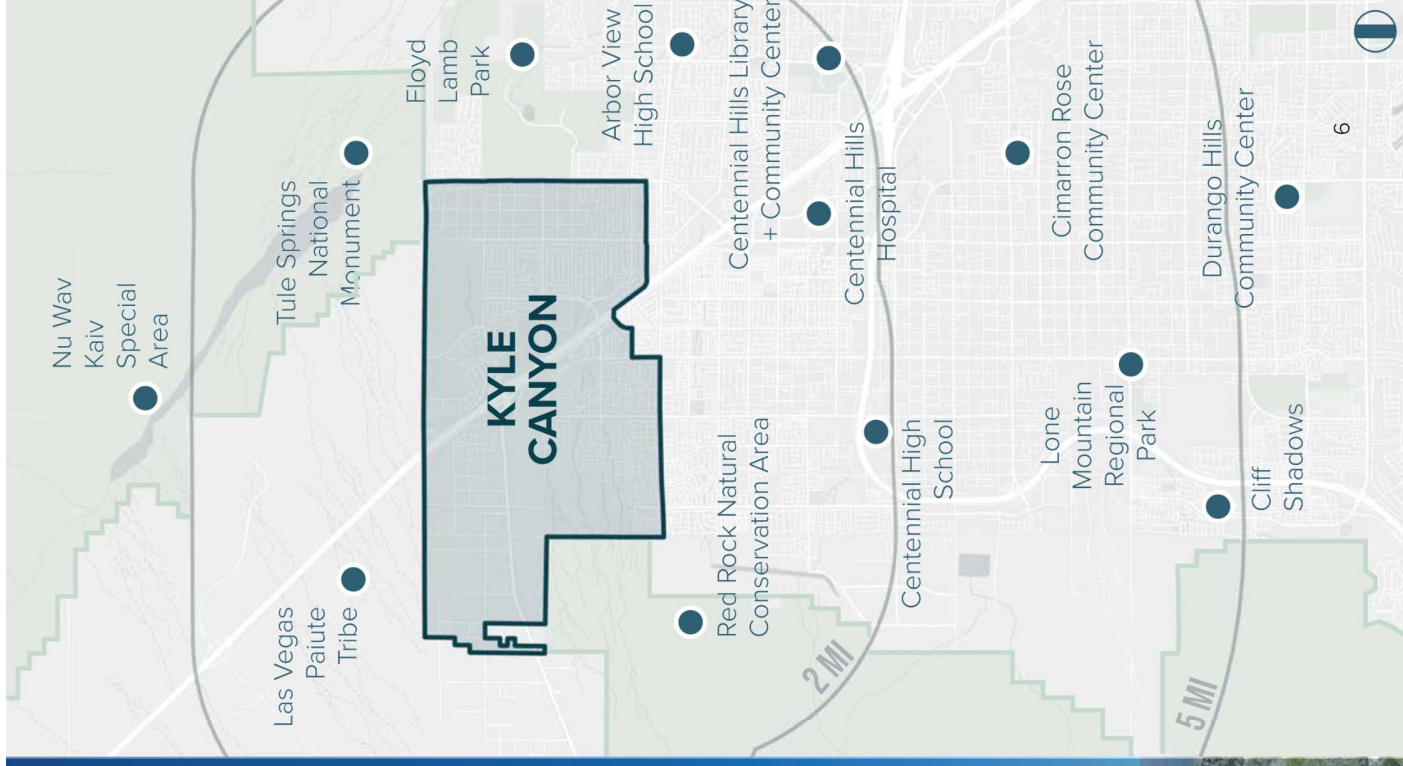 Nu Wav
Kaiv
Special
Area
Floyd
Lamb
Park
Tule Springs
National
Monument
Arbor View
High School
Las Vegas
Paiute
Tribe
KYLE
CANYON
Centennial Hills Library
+ Community Center
Centennial Hills
Hospital
Red Rock Natural
Conservation Area
Cimarron Rose
Community Center
Centennial High
School
2 MI
Lone
Mountain
Regional
Park
Durango Hills
Community Center
Cliff
Shadows
5 MI
6